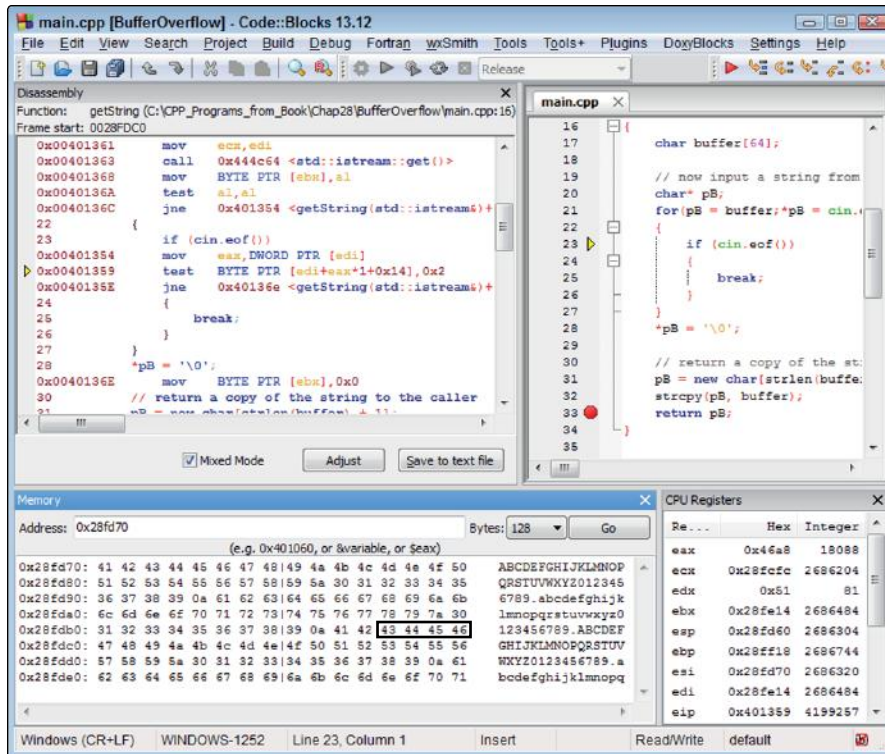 main.cpp [BufferOverflow] - Code::Blocks 13.12
File Edit View Search Project Build Debug Fortran wxSmith Tools Tools+ Plugins DoxyBlocks Settings Help
Release
Disassembly
Function: getString (C:\CPP_Programs_from_Book\Chap28\BufferOverflow\main.cpp:16)
Frame start: 0028FDC0
0x00401361 mov ecx,edi
0x00401363 call 0x444c64 <std::istream::get()>
0x00401368 mov BYTE PTR [ebx],al
0x0040136A test al,al
0x0040136C jne 0x401354 <getString(std::istream&)+
22 {
23 if (cin.eof())
0x00401354 mov eax,DWORD PTR [edi]
0x00401359 test BYTE PTR [edi+eax*1+0x14],0x2
0x0040135E jne 0x40136e <getString(std::istream&)+
24 {
25 break;
26 }
27 }
28 *pB = '\0';
0x0040136E mov BYTE PTR [ebx],0x0
30 // return a copy of the string to the caller
31 pB = new char[strlen(buffer) + 1];
Mixed Mode
Adjust
Save to text file
main.cpp
16 {
17 char buffer[64];
18
19 // now input a string from
20 char* pB;
21 for(pB = buffer;*pB = cin.
22 {
23 if (cin.eof())
24 {
25 break;
26 }
27 }
28 *pB = '\0';
29
30 // return a copy of the st
31 pB = new char[strlen(buffe
32 strcpy(pB, buffer);
33 return pB;
34 }
35
Memory
Address: 0x28fd70 Bytes: 128 Go
(e.g. 0x401060, or &variable, or $eax)
0x28fd70: 41 42 43 44 45 46 47 48|49 4a 4b 4c 4d 4e 4f 50 ABCDEFGHIJKLMNOP
0x28fd80: 51 52 53 54 55 56 57 58|59 5a 30 31 32 33 34 35 QRSTUVWXYZ012345
0x28fd90: 36 37 38 39 0a 61 62 63|64 65 66 67 68 69 6a 6b 6789.abcdefghijk
0x28fda0: 6c 6d 6e 6f 70 71 72 73|74 75 76 77 78 79 7a 30 lmnopqrstuvwxyz0
0x28fdb0: 31 32 33 34 35 36 37 38|39 0a 41 42 43 44 45 46 123456789.ABCDEF
0x28fdc0: 47 48 49 4a 4b 4c 4d 4e|4f 50 51 52 53 54 55 56 GHIJKLMNOPQRSTUV
0x28fdd0: 57 58 59 5a 30 31 32 33|34 35 36 37 38 39 0a 61 WXYZ0123456789.a
0x28fde0: 62 63 64 65 66 67 68 69|6a 6b 6c 6d 6e 6f 70 71 bcdefghijklmnopq
CPU Registers
Re... Hex Integer
eax 0x46a8 18088
ecx 0x28fcfc 2686204
edx 0x51 81
ebx 0x28fe14 2686484
esp 0x28fd60 2686304
ebp 0x28ff18 2686744
esi 0x28fd70 2686320
edi 0x28fe14 2686484
eip 0x401359 4199257
Windows (CR+LF) WINDOWS-1252 Line 23, Column 1 Insert Read/Write default